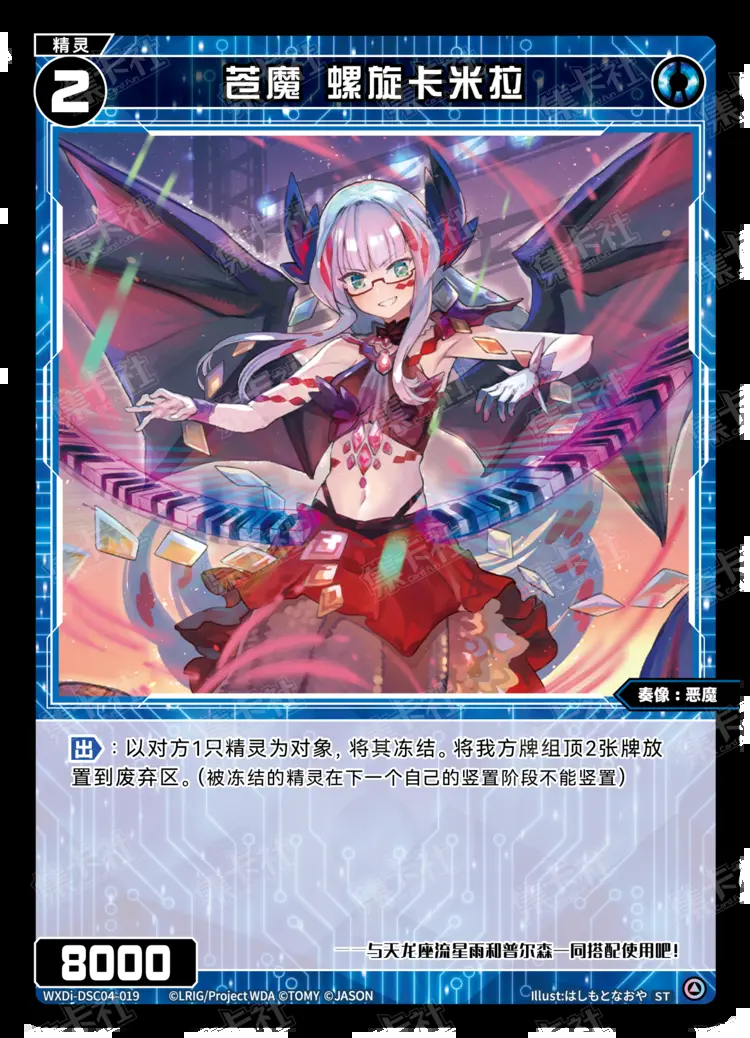 精灵
2
苍魔 螺旋卡米拉
奏像：恶魔
出：以对方1只精灵为对象，将其冻结。将我方牌组顶2张牌放
置到废弃区。（被冻结的精灵在下一个自己的竖置阶段不能竖置）
——与天龙座流星雨和普尔森一同搭配使用吧！
8000
WXDi-DSC04-019 ©LRIG/Project WDA ©TOMY ©JASON Illust:はしもとなおや ST
集卡社